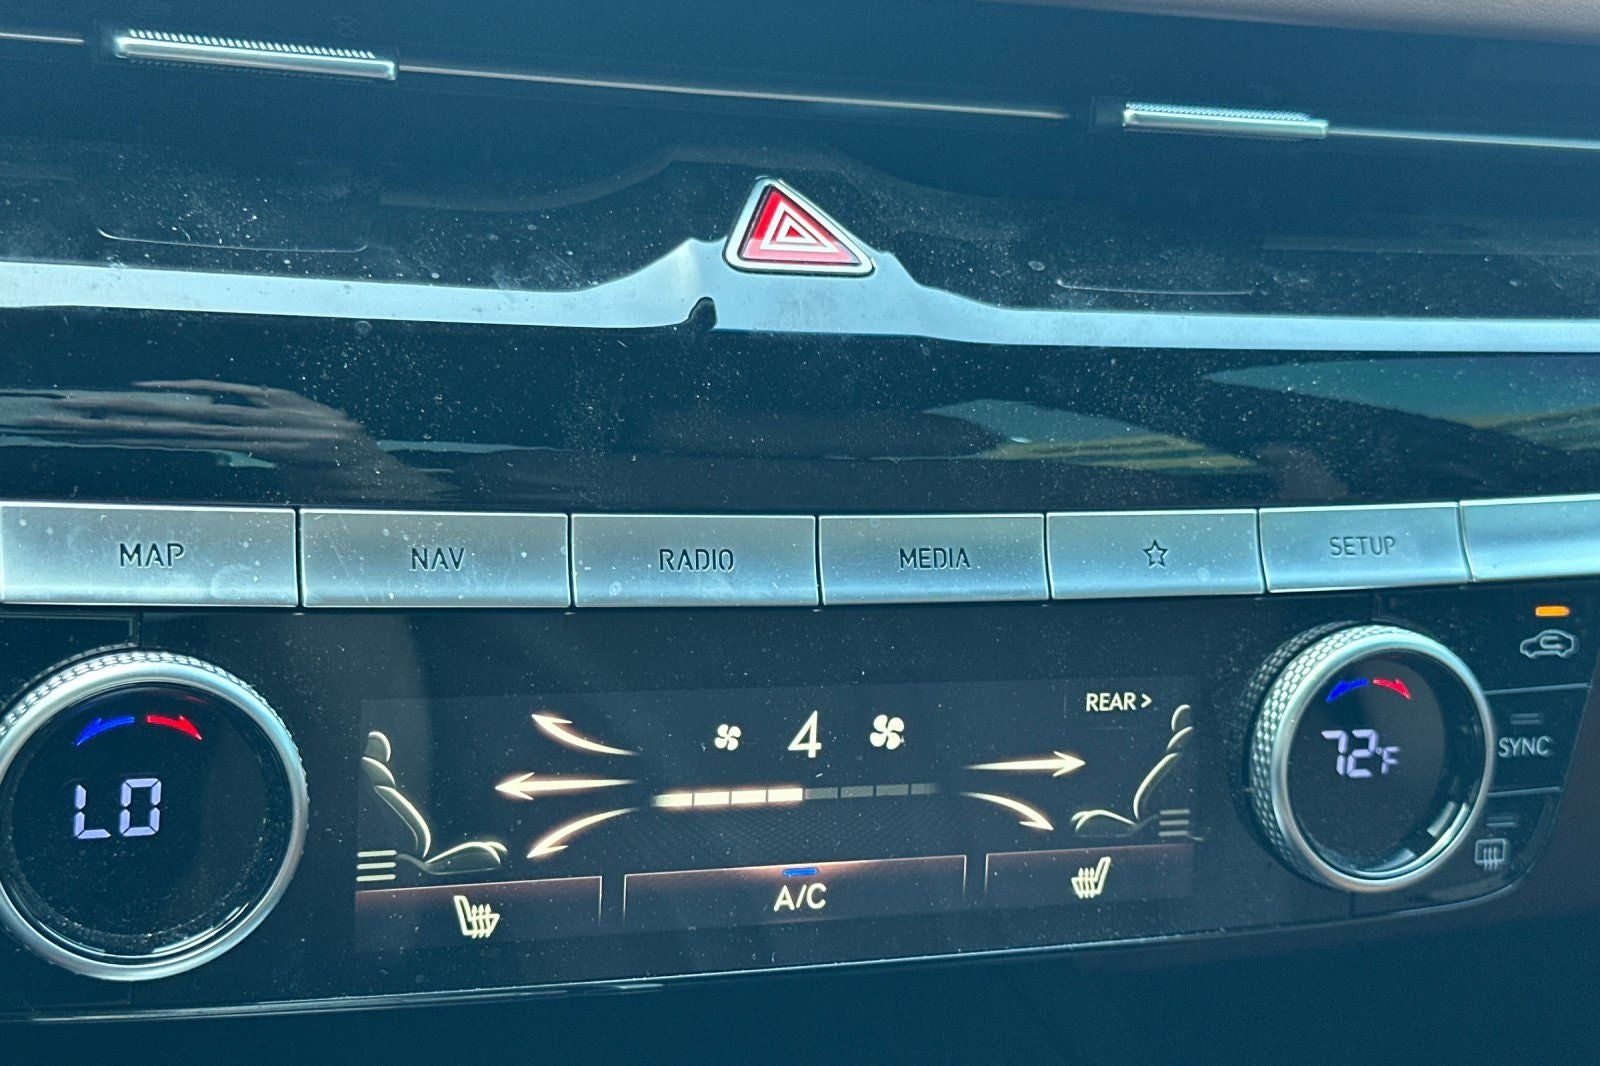 MAP
NAV
RADIO
MEDIA
SETUP
REAR >
4
LO
72°F
SYNC
A/C